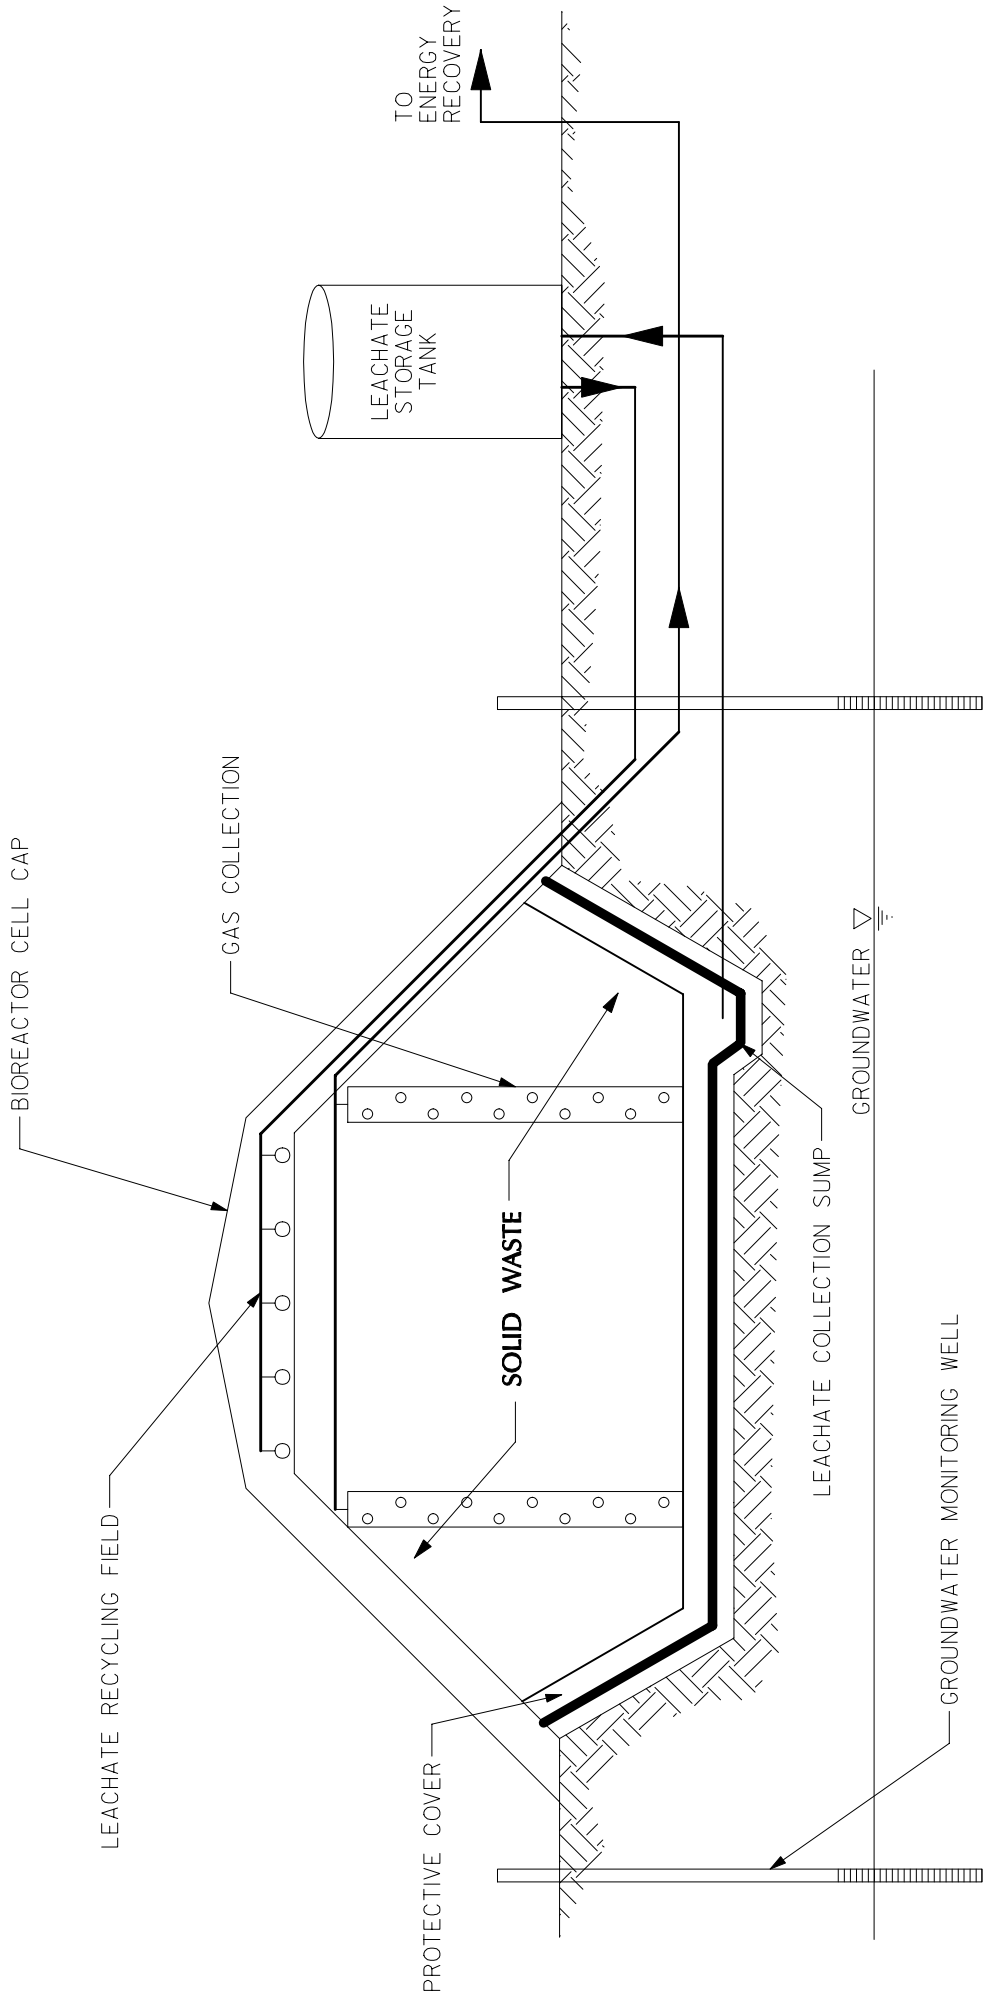 BIOREACTOR CELL CAP
GAS COLLECTION
LEACHATE RECYCLING FIELD
TO
ENERGY
RECOVERY
LEACHATE
STORAGE
TANK
PROTECTIVE COVER
SOLID WASTE
LEACHATE COLLECTION SUMP
GROUNDWATER
GROUNDWATER MONITORING WELL